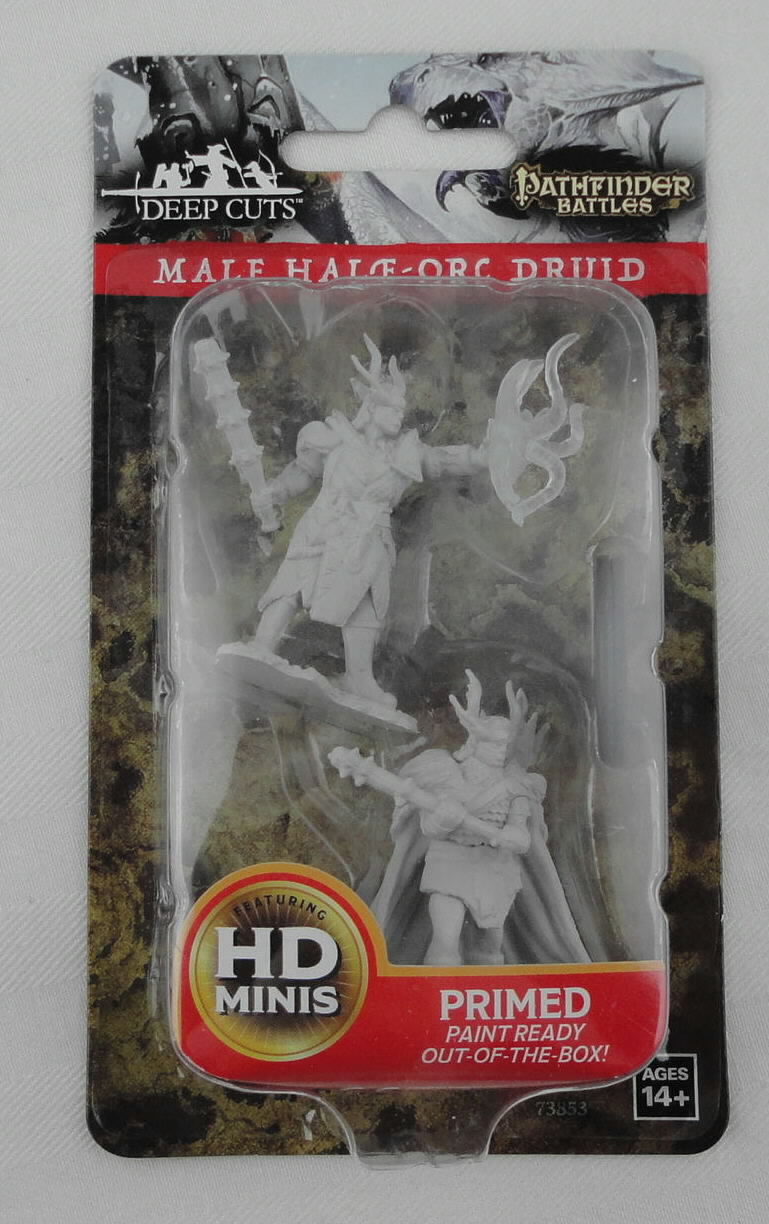 DEEP CUTS™
PATHFINDER
BATTLES
MALE HALF-ORC DRUID
FEATURING
HD
MINIS
PRIMED
PAINT READY
OUT-OF-THE-BOX!
AGES
14+
73853